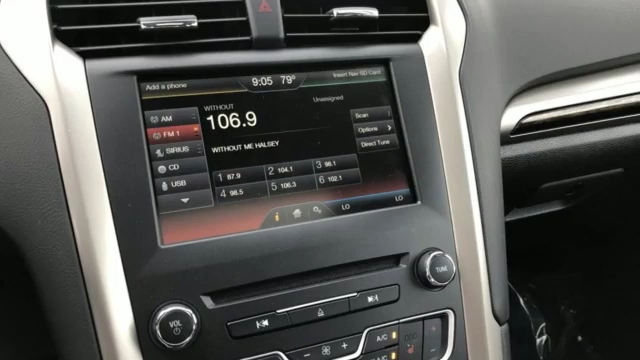 Add a phone 9:05 79° Insert Nav SD Card
WITHOUT Unassigned
106.9
WITHOUT ME HALSEY
AM
FM 1
SIRIUS
CD
USB
Scan
Options
Direct Tune
1 87.9 2 104.1 3 98.1
4 98.5 5 106.3 6 102.1
LO LO
VOL
TUNE
A/C
A/C